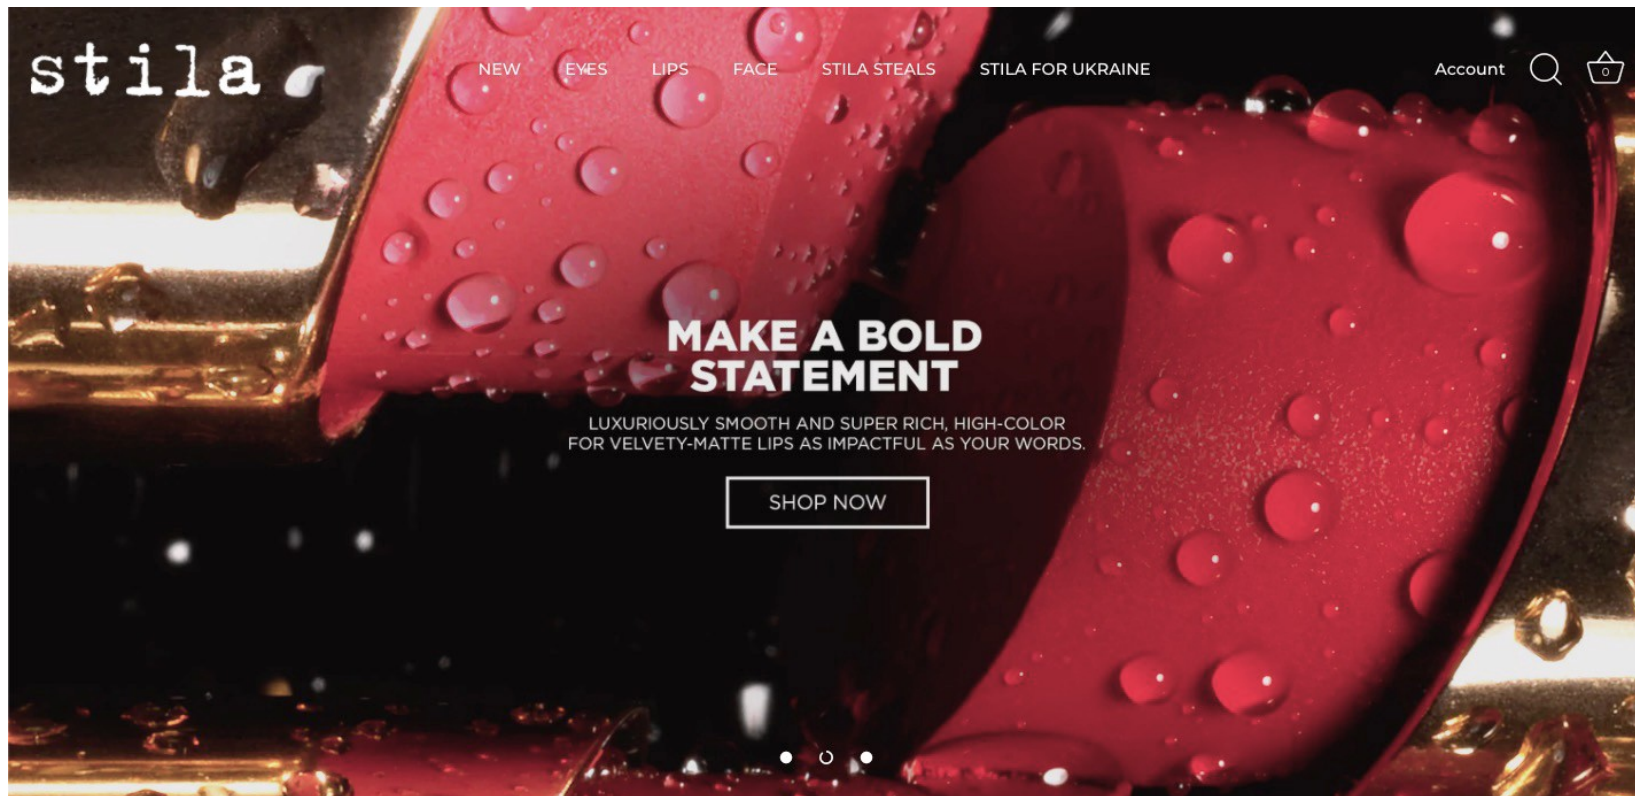 stila
NEW EYES LIPS FACE STILA STEALS STILA FOR UKRAINE Account 0
MAKE A BOLD
STATEMENT
LUXURIOUSLY SMOOTH AND SUPER RICH, HIGH-COLOR
FOR VELVETY-MATTE LIPS AS IMPACTFUL AS YOUR WORDS.
SHOP NOW